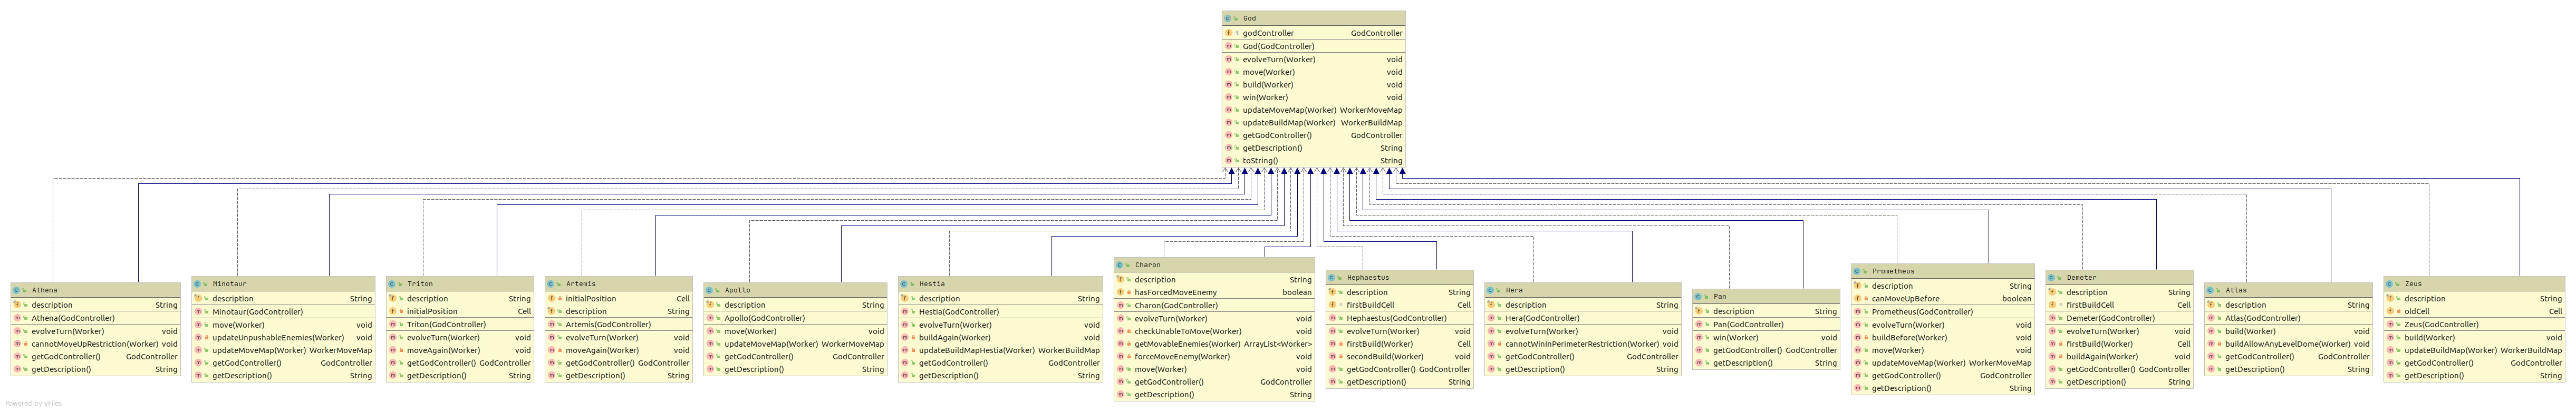 God
godController GodController
God(GodController)
evolveTurn(Worker) void
move(Worker) void
build(Worker) void
win(Worker) void
updateMoveMap(Worker) WorkerMoveMap
updateBuildMap(Worker) WorkerBuildMap
getGodController() GodController
getDescription() String
toString() String
Athena
description String
Athena(GodController)
evolveTurn(Worker) void
cannotMoveUpRestriction(Worker) void
getGodController() GodController
getDescription() String
Minotaur
description String
Minotaur(GodController)
move(Worker) void
updateUnpushableEnemies(Worker) void
updateMoveMap(Worker) WorkerMoveMap
getGodController() GodController
getDescription() String
Triton
description String
initialPosition Cell
Triton(GodController)
evolveTurn(Worker) void
moveAgain(Worker) void
getGodController() GodController
getDescription() String
Artemis
initialPosition Cell
description String
Artemis(GodController)
evolveTurn(Worker) void
moveAgain(Worker) void
getGodController() GodController
getDescription() String
Apollo
description String
Apollo(GodController)
move(Worker) void
updateMoveMap(Worker) WorkerMoveMap
getGodController() GodController
getDescription() String
Hestia
description String
Hestia(GodController)
evolveTurn(Worker) void
buildAgain(Worker) void
updateBuildMapHestia(Worker) WorkerBuildMap
getGodController() GodController
getDescription() String
Charon
description String
hasForcedMoveEnemy boolean
Charon(GodController)
evolveTurn(Worker) void
checkUnableToMove(Worker) void
getMovableEnemies(Worker) ArrayList<Worker>
forceMoveEnemy(Worker) void
move(Worker) void
getGodController() GodController
getDescription() String
Hephaestus
description String
firstBuildCell Cell
Hephaestus(GodController)
evolveTurn(Worker) void
firstBuild(Worker) Cell
secondBuild(Worker) void
getGodController() GodController
getDescription() String
Hera
description String
Hera(GodController)
evolveTurn(Worker) void
cannotWinInPerimeterRestriction(Worker) void
getGodController() GodController
getDescription() String
Pan
description String
Pan(GodController)
win(Worker) void
getGodController() GodController
getDescription() String
Prometheus
description String
canMoveUpBefore boolean
Prometheus(GodController)
evolveTurn(Worker) void
buildBefore(Worker) void
move(Worker) void
updateMoveMap(Worker) WorkerMoveMap
getGodController() GodController
getDescription() String
Demeter
description String
firstBuildCell Cell
Demeter(GodController)
evolveTurn(Worker) void
firstBuild(Worker) Cell
buildAgain(Worker) void
getGodController() GodController
getDescription() String
Atlas
description String
Atlas(GodController)
build(Worker) void
buildAllowAnyLevelDome(Worker) void
getGodController() GodController
getDescription() String
Zeus
description String
oldCell Cell
Zeus(GodController)
build(Worker) void
updateBuildMap(Worker) WorkerBuildMap
getGodController() GodController
getDescription() String
Powered by yFiles